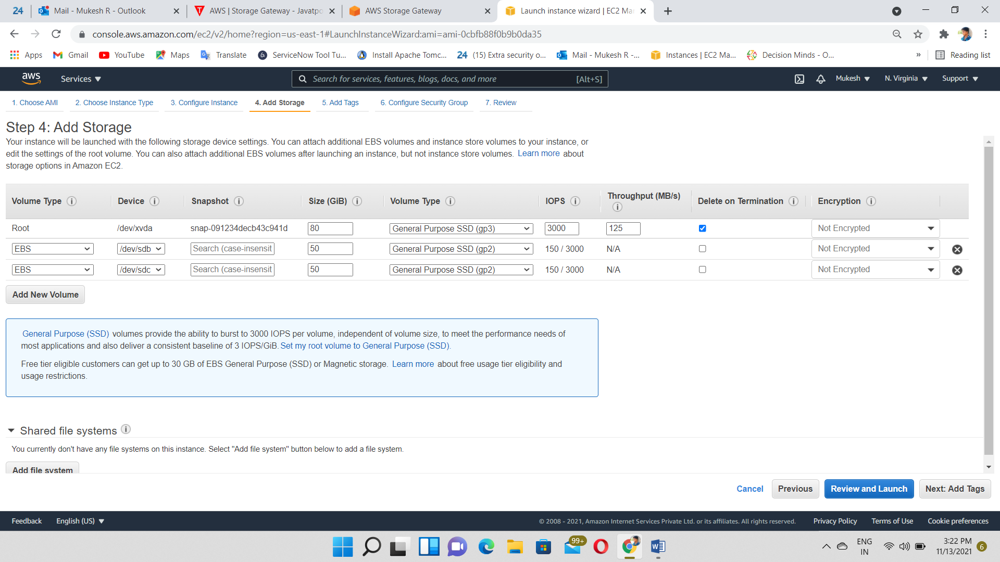 24 Mail - Mukesh R - Outlook AWS | Storage Gateway - Javatpo AWS Storage Gateway Launch instance wizard | EC2 Ma
console.aws.amazon.com/ec2/v2/home?region=us-east-1#LaunchInstanceWizard:ami=ami-0cbfb88f0b9b0da35
Apps Gmail YouTube Maps Translate ServiceNow Tool Tu... Install Apache Tomc... 24 (15) Extra security o... Mail - Mukesh R -... Instances | EC2 Ma... Decision Minds - O... » Reading list
aws Services Search for services, features, blogs, docs, and more [Alt+S] Mukesh N. Virginia Support
1. Choose AMI 2. Choose Instance Type 3. Configure Instance 4. Add Storage 5. Add Tags 6. Configure Security Group 7. Review
Step 4: Add Storage
Your instance will be launched with the following storage device settings. You can attach additional EBS volumes and instance store volumes to your instance, or
edit the settings of the root volume. You can also attach additional EBS volumes after launching an instance, but not instance store volumes. Learn more about
storage options in Amazon EC2.
Volume Type i Device i Snapshot i Size (GiB) i Volume Type i IOPS i Throughput (MB/s) i Delete on Termination i Encryption i
Root /dev/xvda snap-091234decb43c941d 80 General Purpose SSD (gp3) 3000 125 Not Encrypted
EBS /dev/sdb Search (case-insensit 50 General Purpose SSD (gp2) 150 / 3000 N/A Not Encrypted
EBS /dev/sdc Search (case-insensit 50 General Purpose SSD (gp2) 150 / 3000 N/A Not Encrypted
Add New Volume
General Purpose (SSD) volumes provide the ability to burst to 3000 IOPS per volume, independent of volume size, to meet the performance needs of
most applications and also deliver a consistent baseline of 3 IOPS/GiB. Set my root volume to General Purpose (SSD).
Free tier eligible customers can get up to 30 GB of EBS General Purpose (SSD) or Magnetic storage. Learn more about free usage tier eligibility and
usage restrictions.
Shared file systems i
You currently don't have any file systems on this instance. Select "Add file system" button below to add a file system.
Add file system
Cancel Previous Review and Launch Next: Add Tags
Feedback English (US) © 2008 - 2021, Amazon Internet Services Private Ltd. or its affiliates. All rights reserved. Privacy Policy Terms of Use Cookie preferences
99+ ENG 3:22 PM
IN 11/13/2021 6